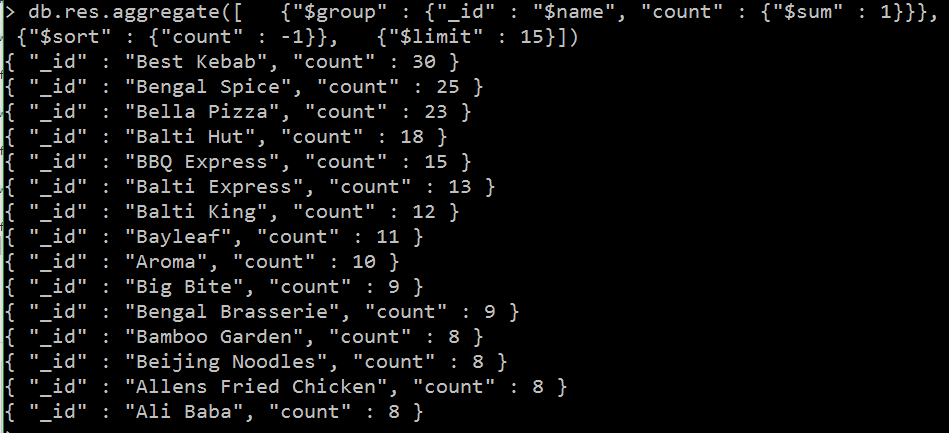 > db.res.aggregate([   {"$group" : {"_id" : "$name", "count" : {"$sum" : 1}}},
{"$sort" : {"count" : -1}},   {"$limit" : 15}])
{ "_id" : "Best Kebab", "count" : 30 }
{ "_id" : "Bengal Spice", "count" : 25 }
{ "_id" : "Bella Pizza", "count" : 23 }
{ "_id" : "Balti Hut", "count" : 18 }
{ "_id" : "BBQ Express", "count" : 15 }
{ "_id" : "Balti Express", "count" : 13 }
{ "_id" : "Balti King", "count" : 12 }
{ "_id" : "Bayleaf", "count" : 11 }
{ "_id" : "Aroma", "count" : 10 }
{ "_id" : "Big Bite", "count" : 9 }
{ "_id" : "Bengal Brasserie", "count" : 9 }
{ "_id" : "Bamboo Garden", "count" : 8 }
{ "_id" : "Beijing Noodles", "count" : 8 }
{ "_id" : "Allens Fried Chicken", "count" : 8 }
{ "_id" : "Ali Baba", "count" : 8 }